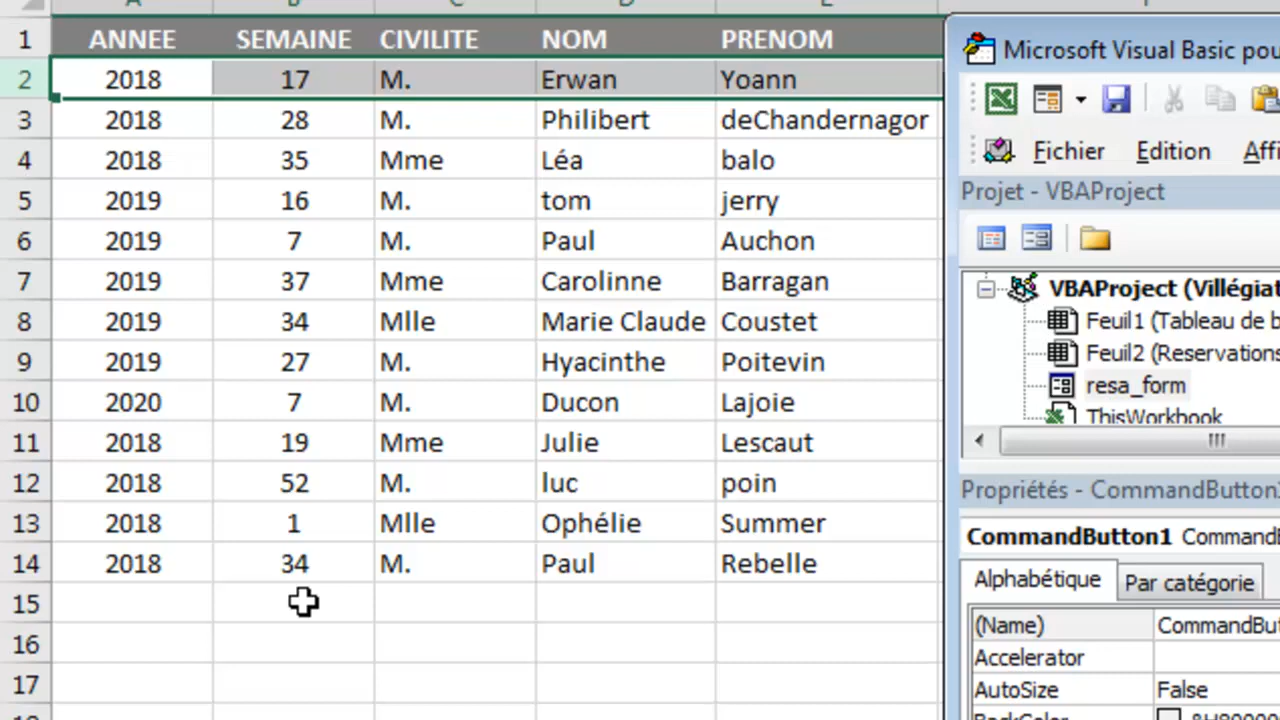 1 ANNEE SEMAINE CIVILITE NOM PRENOM
2 2018 17 M. Erwan Yoann
3 2018 28 M. Philibert deChandernagor
4 2018 35 Mme Léa balo
5 2019 16 M. tom jerry
6 2019 7 M. Paul Auchon
7 2019 37 Mme Carolinne Barragan
8 2019 34 Mlle Marie Claude Coustet
9 2019 27 M. Hyacinthe Poitevin
10 2020 7 M. Ducon Lajoie
11 2018 19 Mme Julie Lescaut
12 2018 52 M. luc poin
13 2018 1 Mlle Ophélie Summer
14 2018 34 M. Paul Rebelle
15
16
17
Microsoft Visual Basic pou
Fichier Edition Affi
Projet - VBAProject
VBAProject (Villégiat
Feuil1 (Tableau de b
Feuil2 (Reservations
resa_form
ThisWorkbook
Propriétés - CommandButton
CommandButton1 Command
Alphabétique Par catégorie
(Name) CommandBut
Accelerator
AutoSize False
BackColor